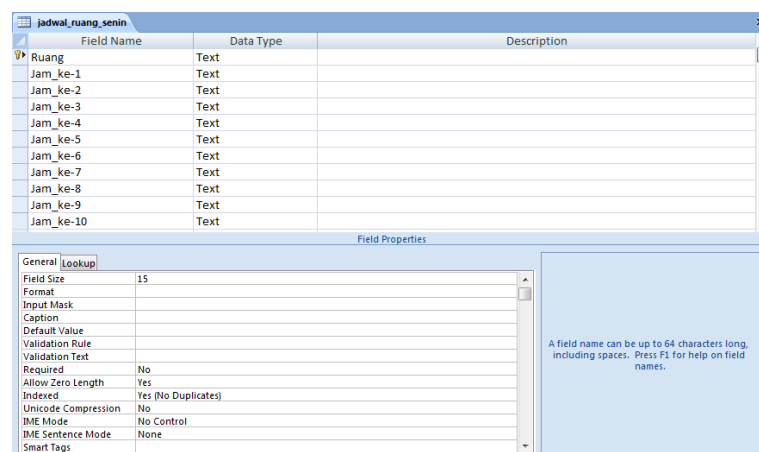 jadwal_ruang_senin
Field Name Data Type Description
Ruang Text
Jam_ke-1 Text
Jam_ke-2 Text
Jam_ke-3 Text
Jam_ke-4 Text
Jam_ke-5 Text
Jam_ke-6 Text
Jam_ke-7 Text
Jam_ke-8 Text
Jam_ke-9 Text
Jam_ke-10 Text
Field Properties
General Lookup
Field Size 15
Format
Input Mask
Caption
Default Value
Validation Rule
Validation Text
Required No
Allow Zero Length Yes
Indexed Yes (No Duplicates)
Unicode Compression No
IME Mode No Control
IME Sentence Mode None
Smart Tags
A field name can be up to 64 characters long,
including spaces. Press F1 for help on field
names.